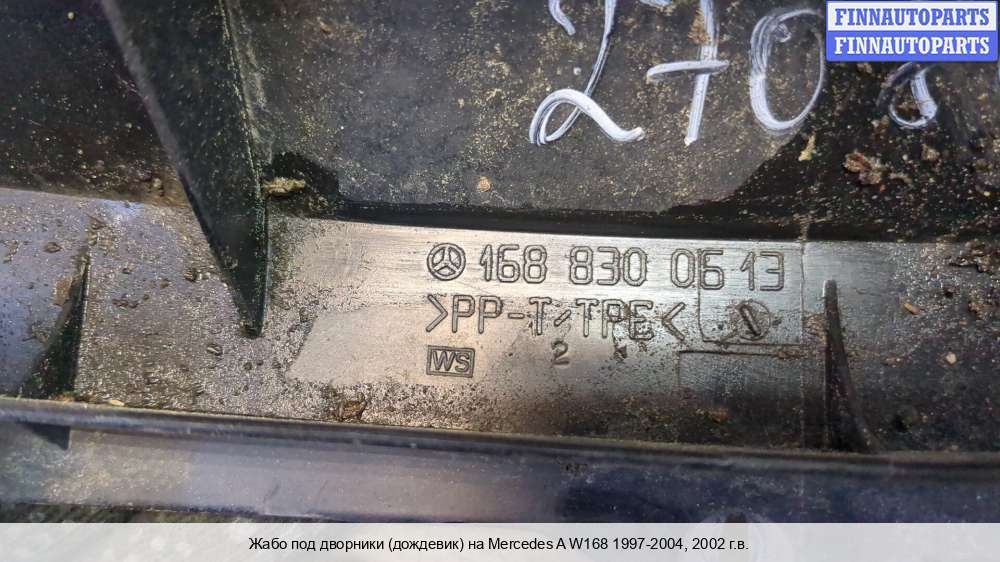 FINNAUTOPARTS
FINNAUTOPARTS
168 830 06 13
>PP-T/TPE<
2
WS
Жабо под дворники (дождевик) на Mercedes A W168 1997-2004, 2002 г.в.